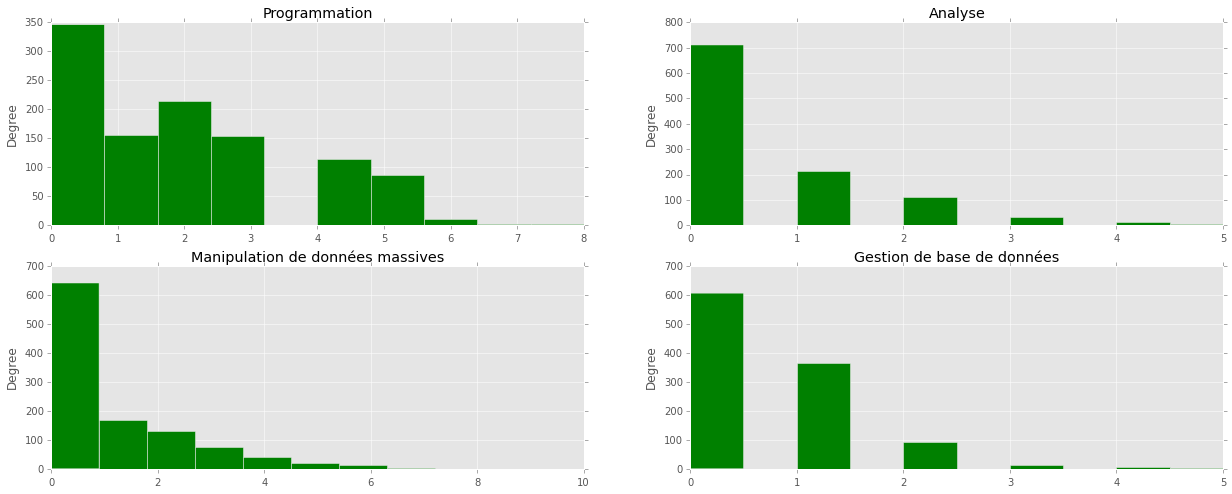 Programmation
Degree
350
300
250
200
150
100
50
0
0 1 2 3 4 5 6 7 8
Analyse
Degree
800
700
600
500
400
300
200
100
0
0 1 2 3 4 5
Manipulation de données massives
Degree
700
600
500
400
300
200
100
0
0 2 4 6 8 10
Gestion de base de données
Degree
700
600
500
400
300
200
100
0
0 1 2 3 4 5